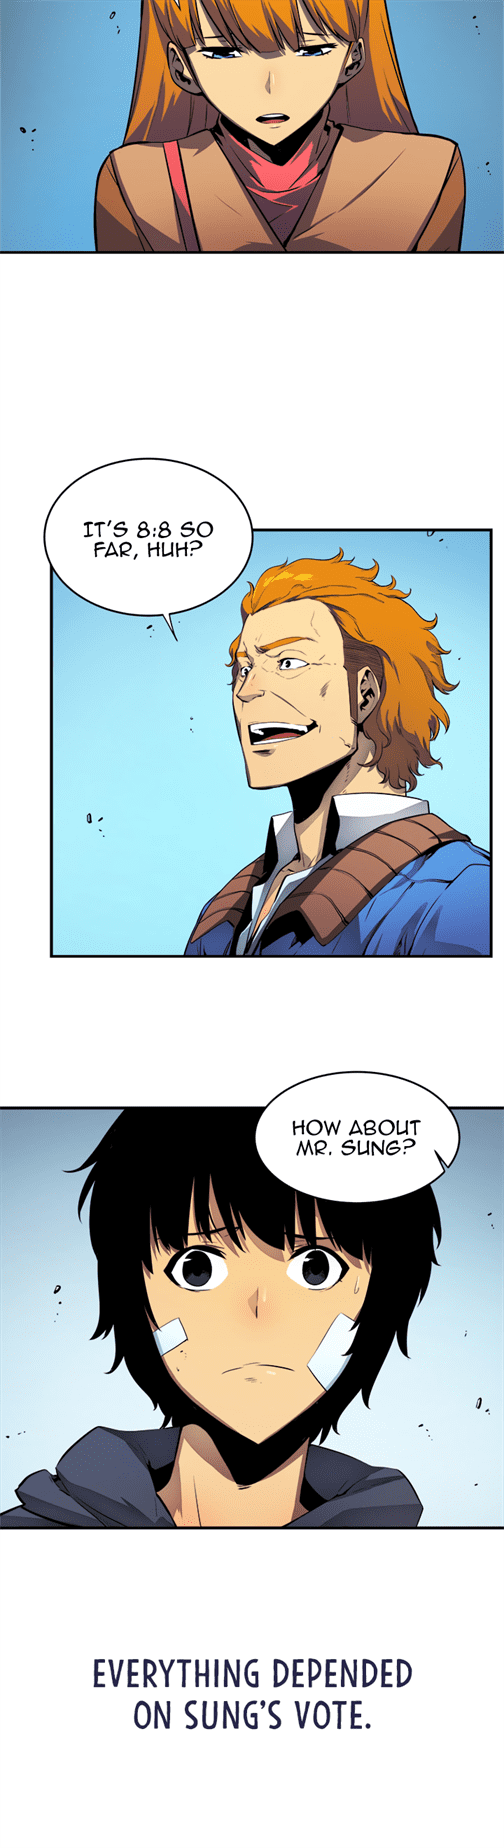 IT'S 8:8 SO
FAR, HUH?
HOW ABOUT
MR. SUNG?
EVERYTHING DEPENDED
ON SUNG'S VOTE.